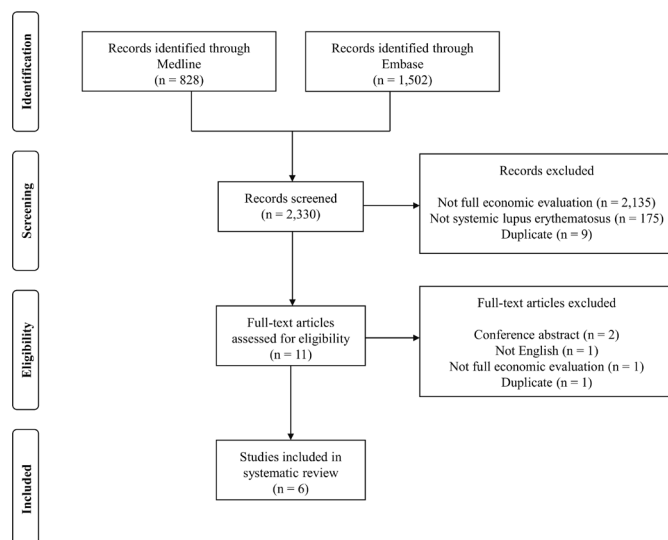 Identification
Records identified through
Medline
(n = 828)
Records identified through
Embase
(n = 1,502)
Screening
Records screened
(n = 2,330)
Records excluded
Not full economic evaluation (n = 2,135)
Not systemic lupus erythematosus (n = 175)
Duplicate (n = 9)
Eligibility
Full-text articles
assessed for eligibility
(n = 11)
Full-text articles excluded
Conference abstract (n = 2)
Not English (n = 1)
Not full economic evaluation (n = 1)
Duplicate (n = 1)
Included
Studies included in
systematic review
(n = 6)